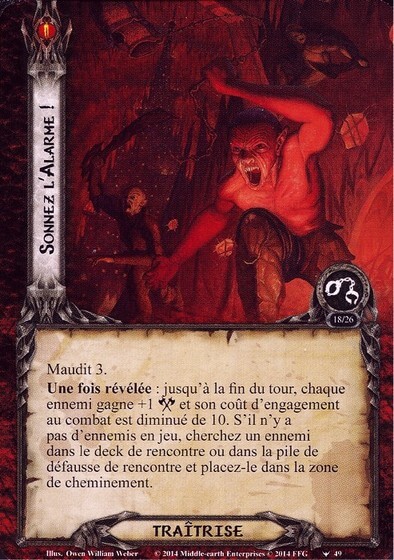 SONNEZ L'ALARME !
18/26
Maudit 3.
Une fois révélée : jusqu'à la fin du tour, chaque
ennemi gagne +1 et son coût d'engagement
au combat est diminué de 10. S'il n'y a
pas d'ennemis en jeu, cherchez un ennemi
dans le deck de rencontre ou dans la pile de
défausse de rencontre et placez-le dans la zone
de cheminement.
TRAÎTRISE
Illus. Owen William Weber © 2014 Middle-earth Enterprises © 2014 FFG 49